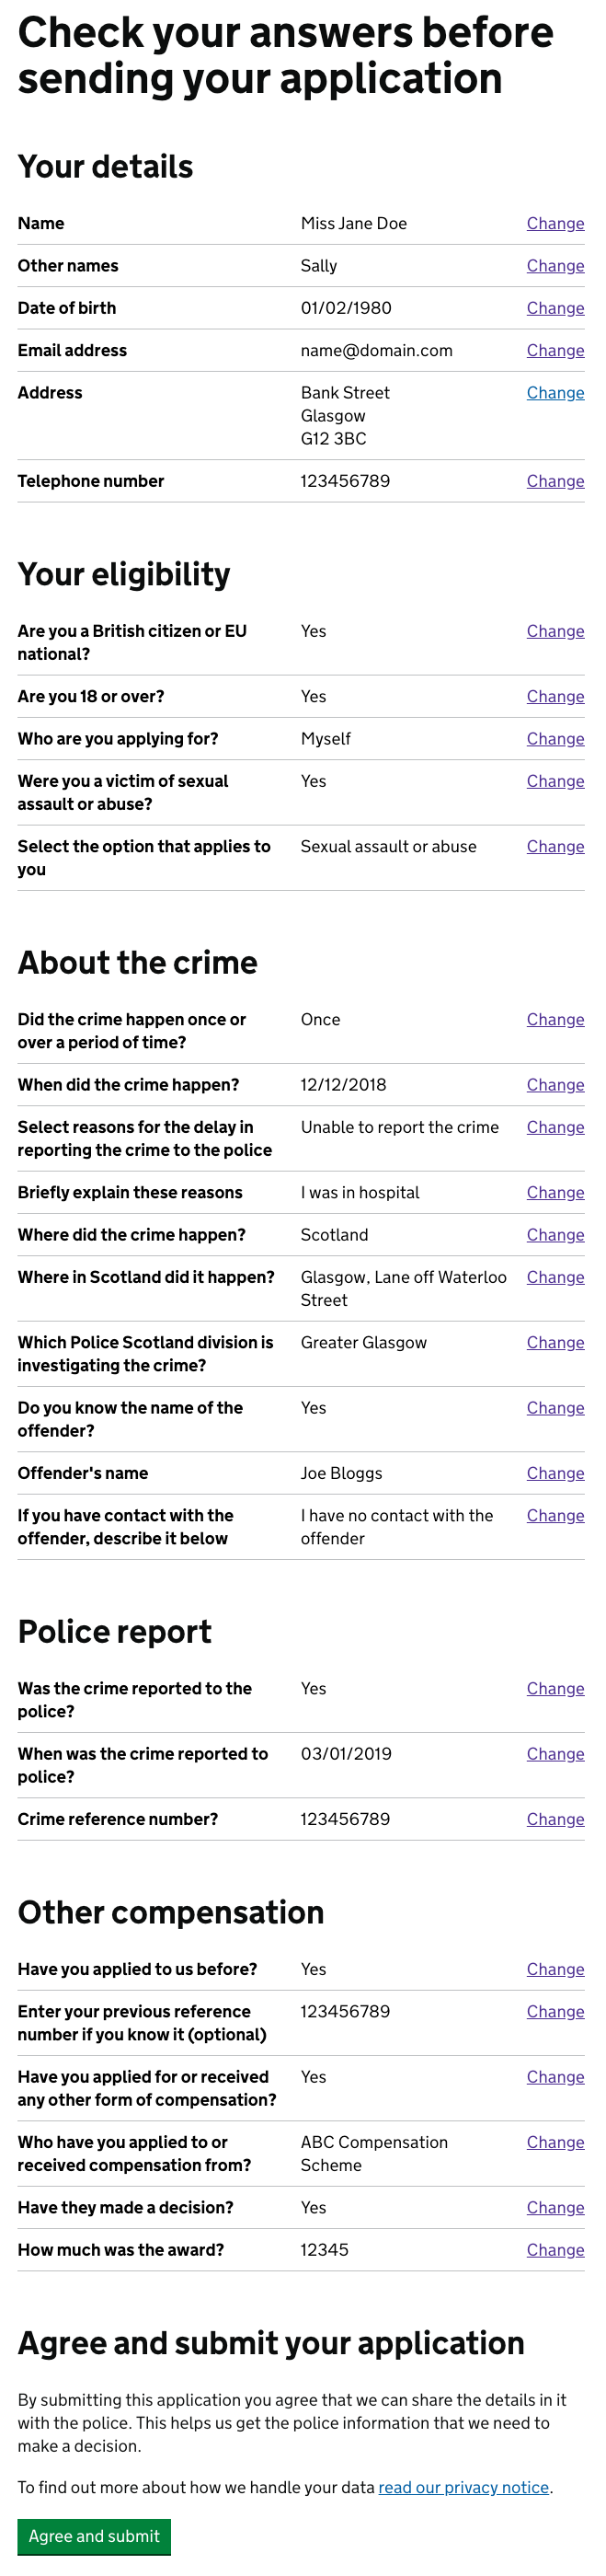 Check your answers before
sending your application
Your details
Name Miss Jane Doe Change
Other names Sally Change
Date of birth 01/02/1980 Change
Email address name@domain.com Change
Address Bank Street Change
Glasgow
G12 3BC
Telephone number 123456789 Change
Your eligibility
Are you a British citizen or EU Yes Change
national?
Are you 18 or over? Yes Change
Who are you applying for? Myself Change
Were you a victim of sexual Yes Change
assault or abuse?
Select the option that applies to Sexual assault or abuse Change
you
About the crime
Did the crime happen once or Once Change
over a period of time?
When did the crime happen? 12/12/2018 Change
Select reasons for the delay in Unable to report the crime Change
reporting the crime to the police
Briefly explain these reasons I was in hospital Change
Where did the crime happen? Scotland Change
Where in Scotland did it happen? Glasgow, Lane off Waterloo Change
Street
Which Police Scotland division is Greater Glasgow Change
investigating the crime?
Do you know the name of the Yes Change
offender?
Offender's name Joe Bloggs Change
If you have contact with the I have no contact with the Change
offender, describe it below offender
Police report
Was the crime reported to the Yes Change
police?
When was the crime reported to 03/01/2019 Change
police?
Crime reference number? 123456789 Change
Other compensation
Have you applied to us before? Yes Change
Enter your previous reference 123456789 Change
number if you know it (optional)
Have you applied for or received Yes Change
any other form of compensation?
Who have you applied to or ABC Compensation Change
received compensation from? Scheme
Have they made a decision? Yes Change
How much was the award? 12345 Change
Agree and submit your application
By submitting this application you agree that we can share the details in it
with the police. This helps us get the police information that we need to
make a decision.
To find out more about how we handle your data read our privacy notice.
Agree and submit